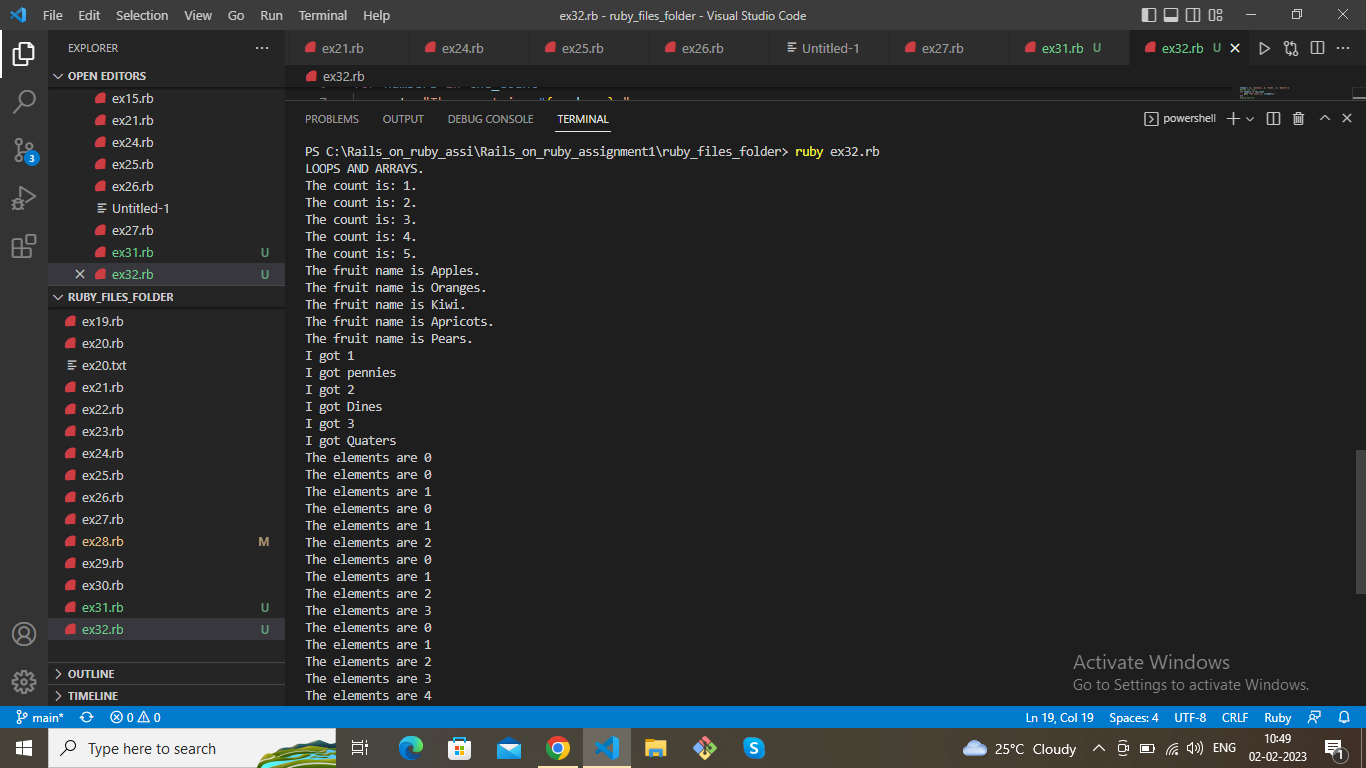 File Edit Selection View Go Run Terminal Help ex32.rb - ruby_files_folder - Visual Studio Code
EXPLORER
ex21.rb ex24.rb ex25.rb ex26.rb Untitled-1 ex27.rb ex31.rb U ex32.rb U
OPEN EDITORS
ex15.rb
ex21.rb
ex24.rb
ex25.rb
ex26.rb
Untitled-1
ex27.rb
ex31.rb U
ex32.rb U
RUBY_FILES_FOLDER
ex19.rb
ex20.rb
ex20.txt
ex21.rb
ex22.rb
ex23.rb
ex24.rb
ex25.rb
ex26.rb
ex27.rb
ex28.rb M
ex29.rb
ex30.rb
ex31.rb U
ex32.rb U
OUTLINE
TIMELINE
3
ex32.rb
PROBLEMS OUTPUT DEBUG CONSOLE TERMINAL powershell
PS C:\Rails_on_ruby_assi\Rails_on_ruby_assignment1\ruby_files_folder> ruby ex32.rb
LOOPS AND ARRAYS.
The count is: 1.
The count is: 2.
The count is: 3.
The count is: 4.
The count is: 5.
The fruit name is Apples.
The fruit name is Oranges.
The fruit name is Kiwi.
The fruit name is Apricots.
The fruit name is Pears.
I got 1
I got pennies
I got 2
I got Dines
I got 3
I got Quaters
The elements are 0
The elements are 0
The elements are 1
The elements are 0
The elements are 1
The elements are 2
The elements are 0
The elements are 1
The elements are 2
The elements are 3
The elements are 0
The elements are 1
The elements are 2
The elements are 3
The elements are 4
Activate Windows
Go to Settings to activate Windows.
main* 0 0 Ln 19, Col 19 Spaces: 4 UTF-8 CRLF Ruby
Type here to search 25°C Cloudy ENG 10:49
02-02-2023 1